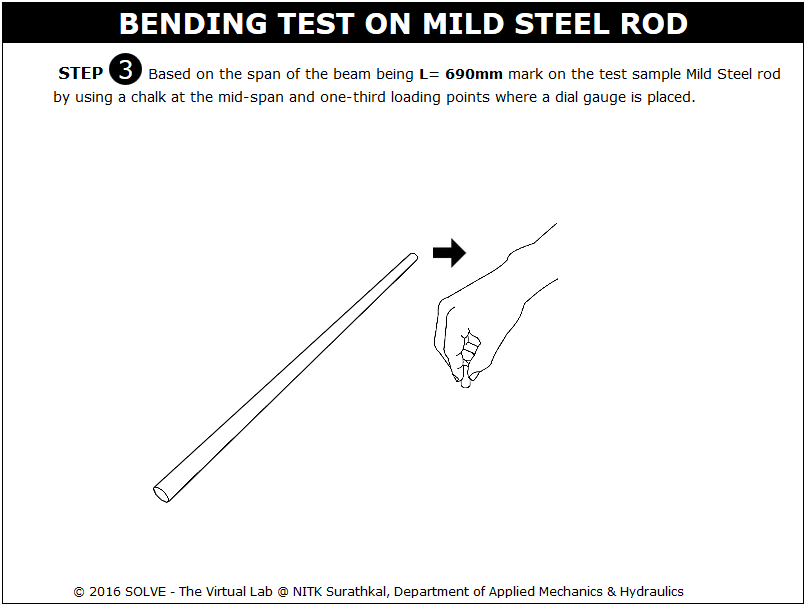 BENDING TEST ON MILD STEEL ROD
STEP 3 Based on the span of the beam being L= 690mm mark on the test sample Mild Steel rod
by using a chalk at the mid-span and one-third loading points where a dial gauge is placed.
© 2016 SOLVE - The Virtual Lab @ NITK Surathkal, Department of Applied Mechanics & Hydraulics